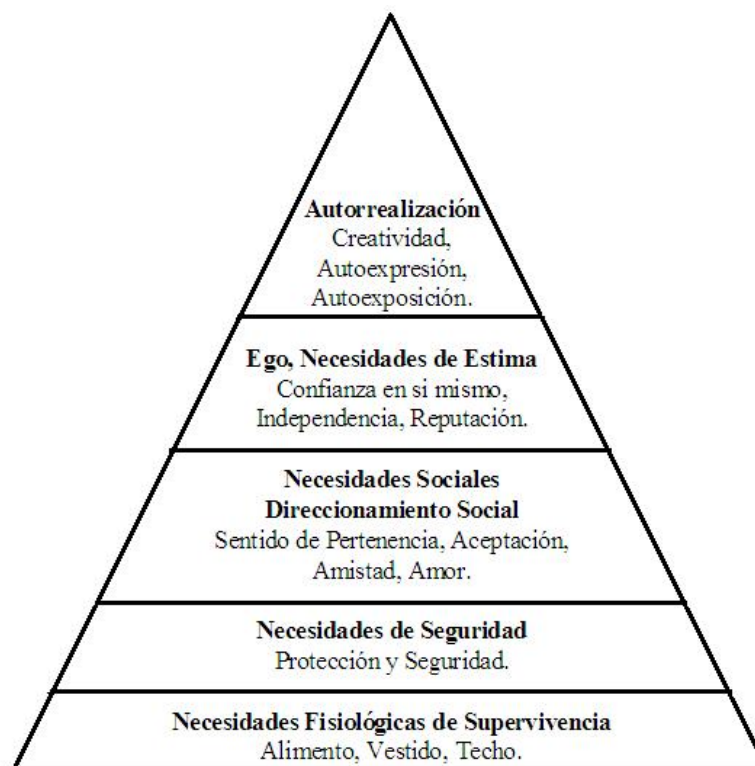 Autorrealización
Creatividad,
Autoexpresión,
Autoexposición.
Ego, Necesidades de Estima
Confianza en si mismo,
Independencia, Reputación.
Necesidades Sociales
Direccionamiento Social
Sentido de Pertenencia, Aceptación,
Amistad, Amor.
Necesidades de Seguridad
Protección y Seguridad.
Necesidades Fisiológicas de Supervivencia
Alimento, Vestido, Techo.